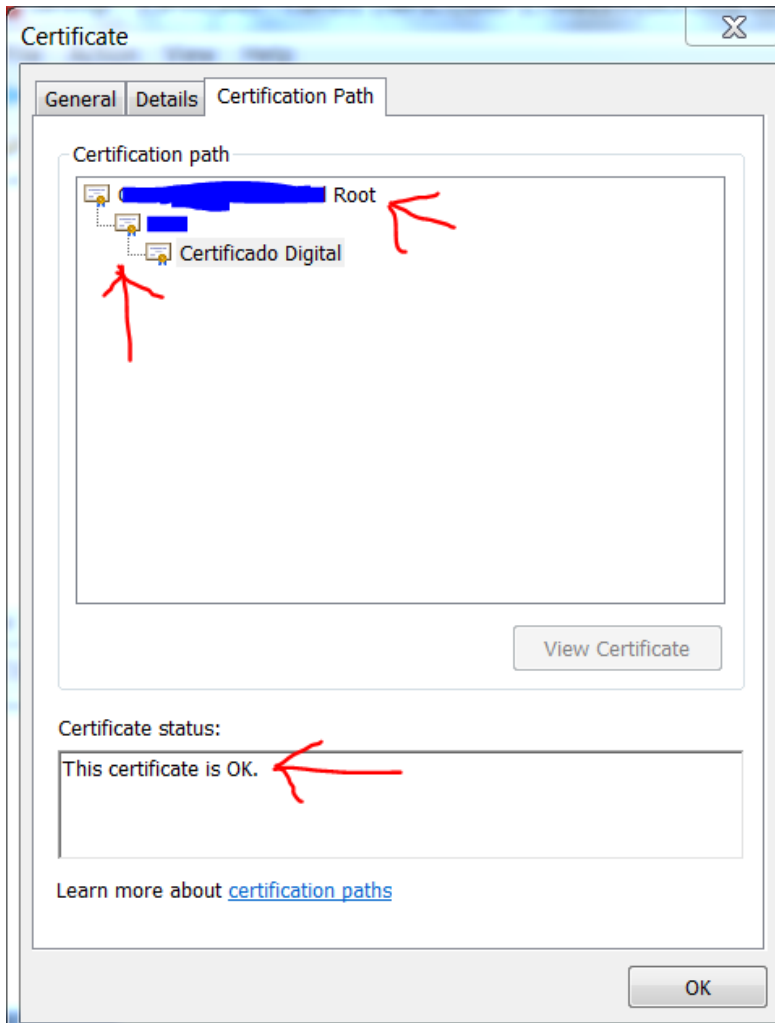 Certificate
General Details Certification Path
Certification path
Root
Certificado Digital
View Certificate
Certificate status:
This certificate is OK.
Learn more about certification paths
OK